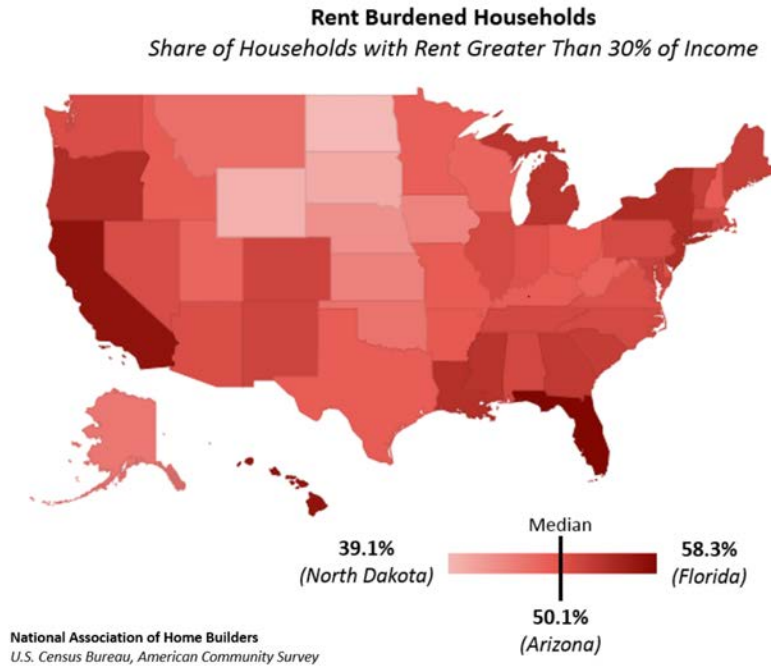 Rent Burdened Households
Share of Households with Rent Greater Than 30% of Income
Median
39.1%
(North Dakota)
58.3%
(Florida)
50.1%
(Arizona)
National Association of Home Builders
U.S. Census Bureau, American Community Survey